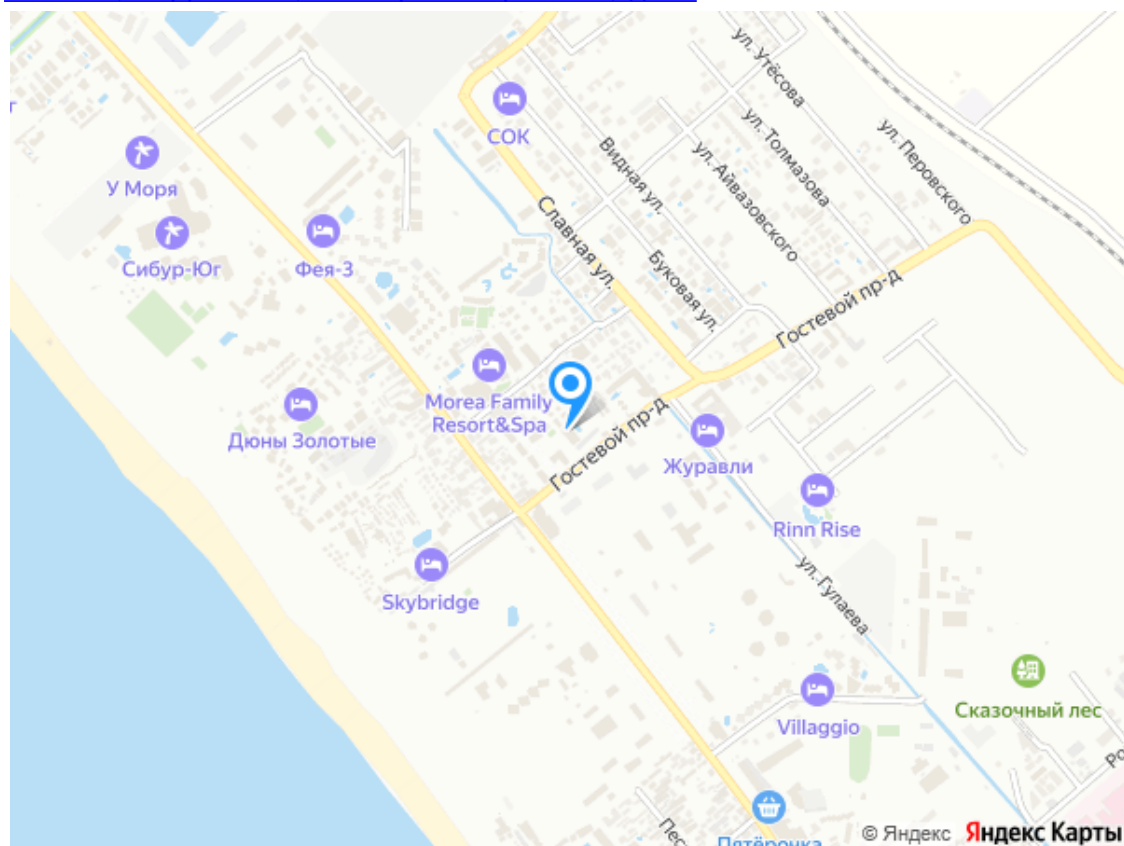 ул. Утёсова
СОК
ул. Толмазова
ул. Перовского
Видная ул.
ул. Айвазовского
У Моря
Славная ул.
Сибур-Юг
Фея-3
Буковая ул.
Гостевой пр-д
Morea Family
Resort&Spa
Дюны Золотые
Гостевой пр-д
Журавли
Rinn Rise
Skybridge
ул. Гулаева
Сказочный лес
Villaggio
Ро
Пес
Пятёрочка
© Яндекс Яндекс Карты